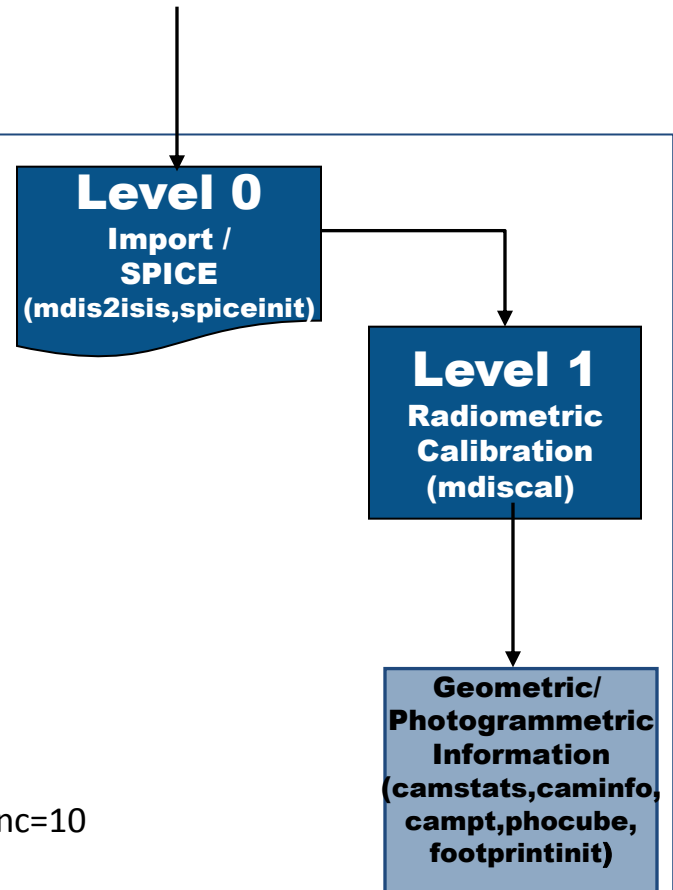 Level 0
Import /
SPICE
(mdis2isis,spiceinit)
Level 1
Radiometric
Calibration
(mdiscal)
Geometric/
Photogrammetric
Information
(camstats,caminfo,
campt,phocube,
footprintinit)
nc=10